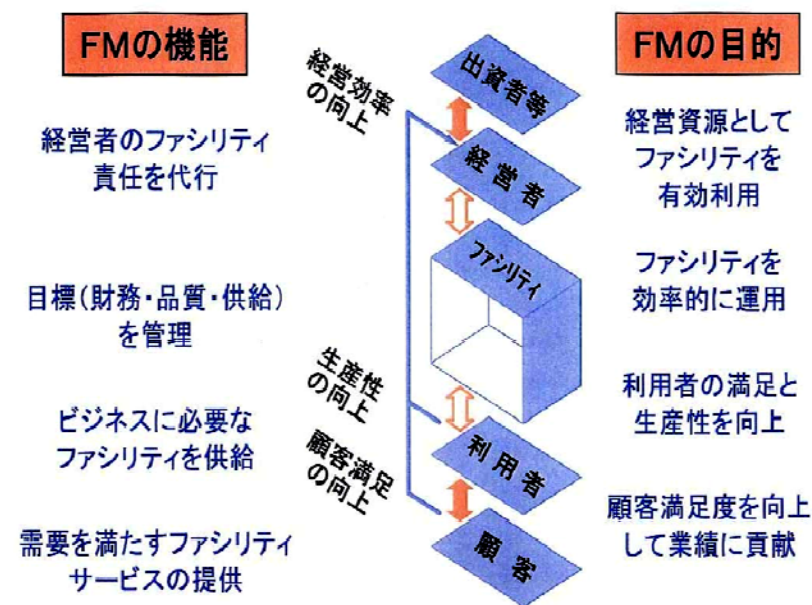 FMの機能
経営者のファシリティ
責任を代行
目標(財務・品質・供給)
を管理
ビジネスに必要な
ファシリティを供給
需要を満たすファシリティ
サービスの提供
経営効率
の向上
生産性
の向上
顧客満足
の向上
出資者等
経営者
ファシリティ
利用者
顧客
FMの目的
経営資源として
ファシリティを
有効利用
ファシリティを
効率的に運用
利用者の満足と
生産性を向上
顧客満足度を向上
して業績に貢献